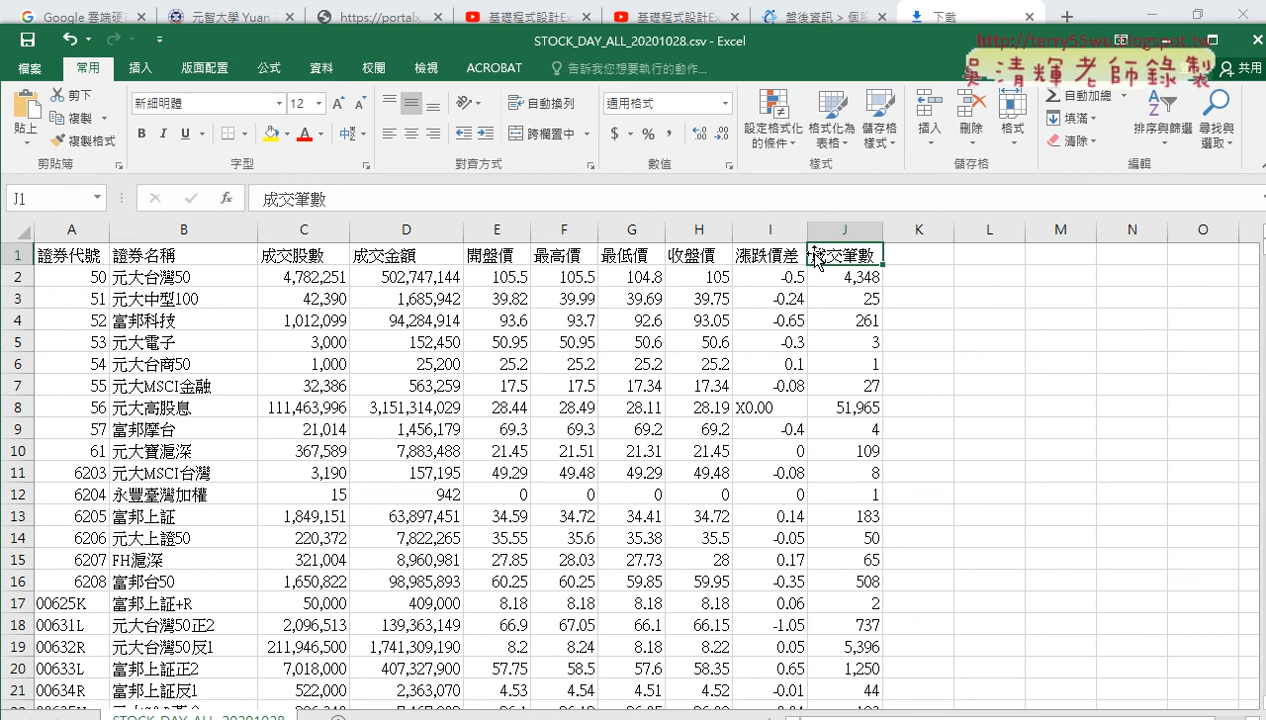 Google 雲端硬
元智大學 Yuan
https://portalx
基礎程式設計Ex
基礎程式設計Ex
盤後資訊 > 個
下載
STOCK_DAY_ALL_20201028.csv - Excel
http://terry55wu.blogspot.tw
吳清輝老師錄製
檔案 常用 插入 版面配置 公式 資料 校閱 檢視 ACROBAT 告訴我您想要執行的動作... 共用
貼上 剪下 複製 複製格式 剪貼簿
新細明體 12 B I U 字型
自動換列 跨欄置中 對齊方式
通用格式 $ % , 數值
設定格式化的條件 格式化為表格 儲存格樣式 樣式
插入 刪除 格式 儲存格
自動加總 填滿 清除 排序與篩選 尋找與選取 編輯
J1 fx 成交筆數
A B C D E F G H I J K L M N O
1 證券代號 證券名稱 成交股數 成交金額 開盤價 最高價 最低價 收盤價 漲跌價差 成交筆數
2 50 元大台灣50 4,782,251 502,747,144 105.5 105.5 104.8 105 -0.5 4,348
3 51 元大中型100 42,390 1,685,942 39.82 39.99 39.69 39.75 -0.24 25
4 52 富邦科技 1,012,099 94,284,914 93.6 93.7 92.6 93.05 -0.65 261
5 53 元大電子 3,000 152,450 50.95 50.95 50.6 50.6 -0.3 3
6 54 元大台商50 1,000 25,200 25.2 25.2 25.2 25.2 0.1 1
7 55 元大MSCI金融 32,386 563,259 17.5 17.5 17.34 17.34 -0.08 27
8 56 元大高股息 111,463,996 3,151,314,029 28.44 28.49 28.11 28.19 X0.00 51,965
9 57 富邦摩台 21,014 1,456,179 69.3 69.3 69.2 69.2 -0.4 4
10 61 元大寶滬深 367,589 7,883,488 21.45 21.51 21.31 21.45 0 109
11 6203 元大MSCI台灣 3,190 157,195 49.29 49.48 49.29 49.48 -0.08 8
12 6204 永豐臺灣加權 15 942 0 0 0 0 0 1
13 6205 富邦上証 1,849,151 63,897,451 34.59 34.72 34.41 34.72 0.14 183
14 6206 元大上證50 220,372 7,822,265 35.55 35.6 35.38 35.5 -0.05 50
15 6207 FH滬深 321,004 8,960,981 27.85 28.03 27.73 28 0.17 65
16 6208 富邦台50 1,650,822 98,985,893 60.25 60.25 59.85 59.95 -0.35 508
17 00625K 富邦上証+R 50,000 409,000 8.18 8.18 8.18 8.18 0.06 2
18 00631L 元大台灣50正2 2,096,513 139,363,149 66.9 67.05 66.1 66.15 -1.05 737
19 00632R 元大台灣50反1 211,946,500 1,741,309,190 8.2 8.24 8.18 8.22 0.05 5,396
20 00633L 富邦上証正2 7,018,000 407,327,900 57.75 58.5 57.6 58.35 0.65 1,250
21 00634R 富邦上証反1 522,000 2,363,070 4.53 4.54 4.51 4.52 -0.01 44
STOCK_DAY_ALL_20201028